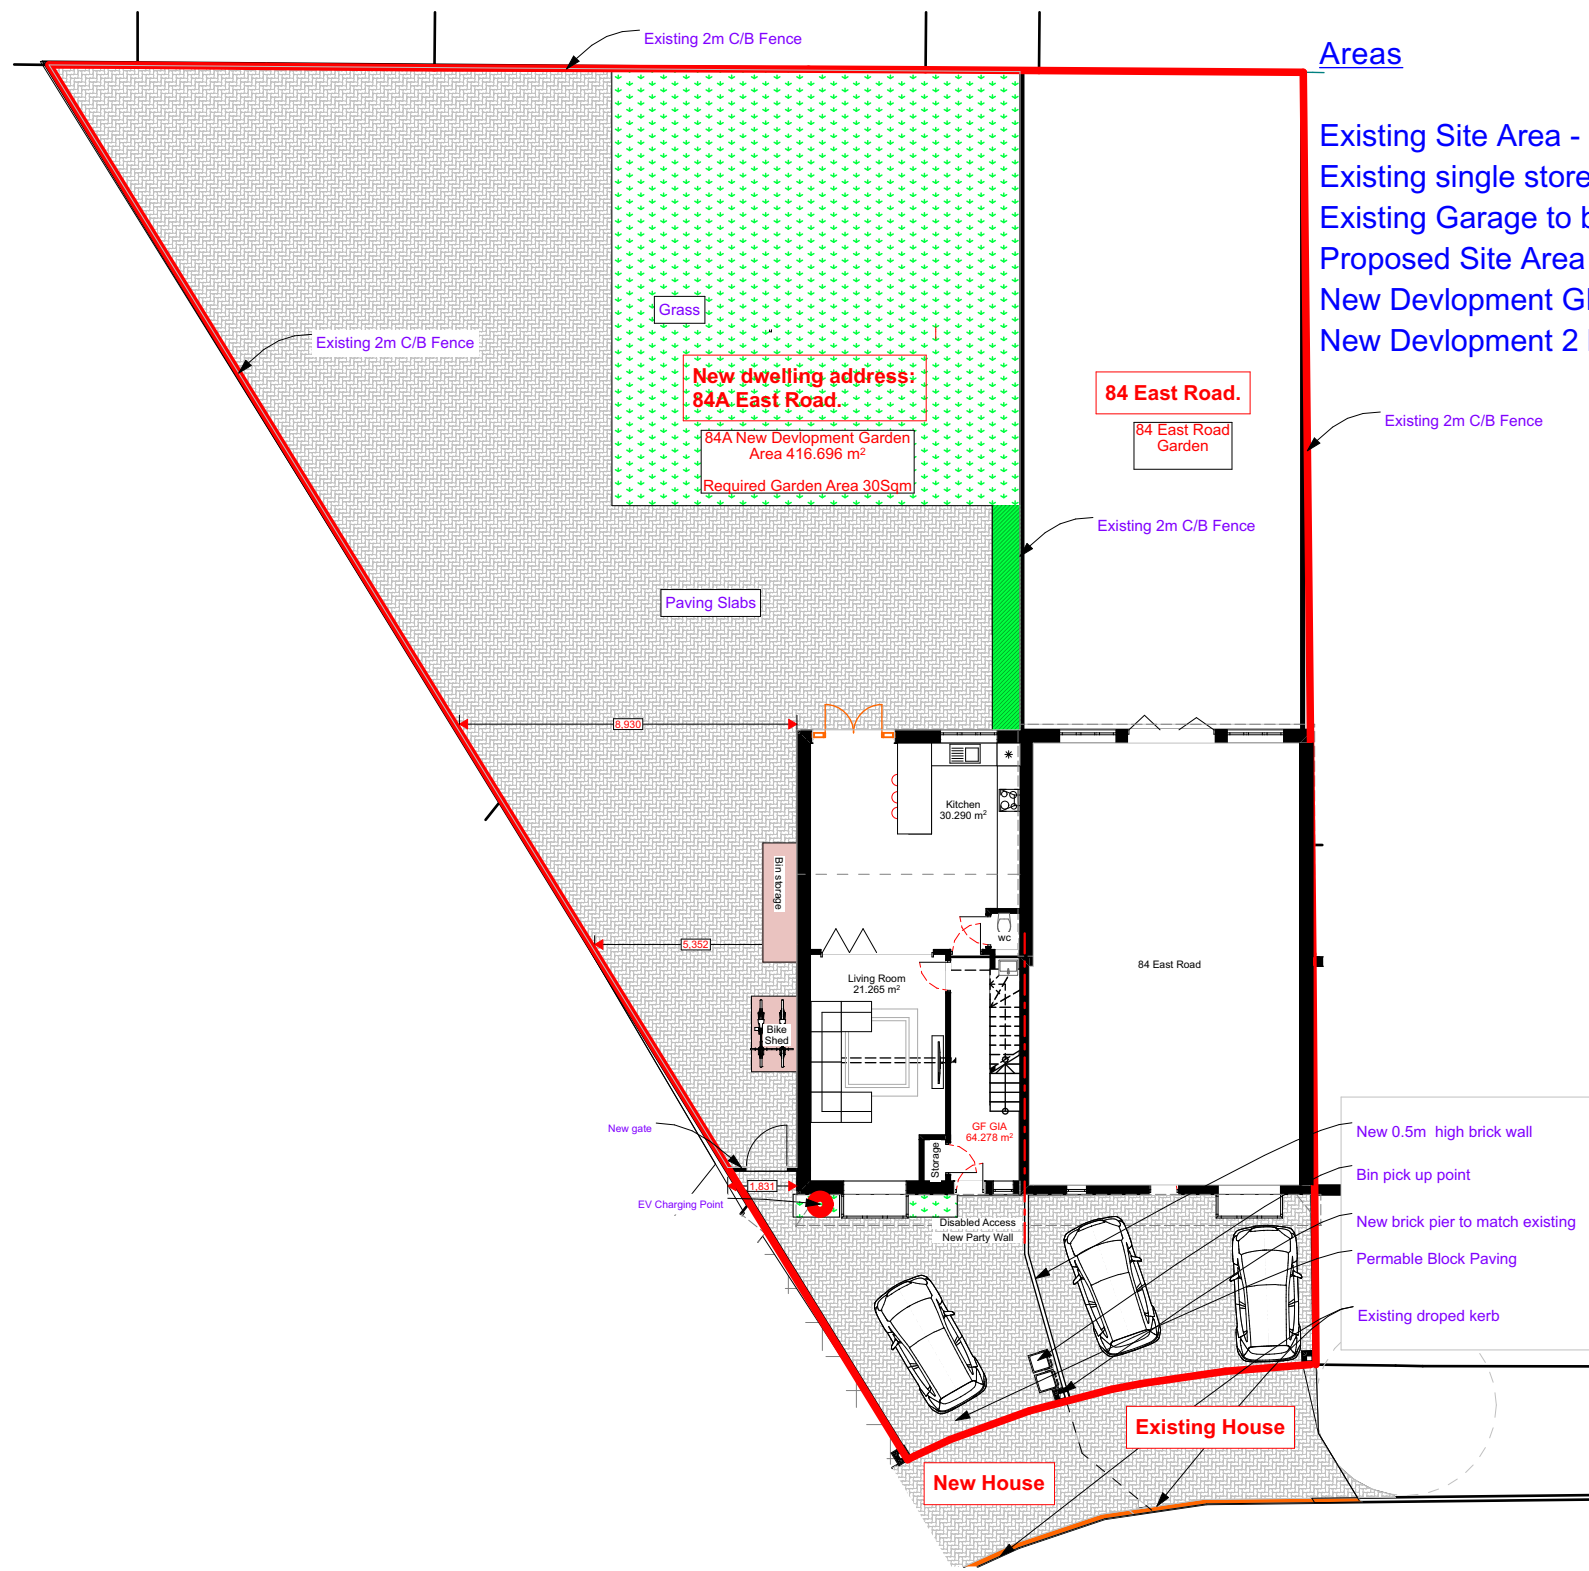 Existing 2m C/B Fence
Areas
Existing Site Area -
Existing single store
Existing Garage to b
Proposed Site Area
New Devlopment
New Devlopment 2
Grass
Existing 2m C/B Fence
New dwelling address:
84A East Road.
84A New Devlopment Garden
Area 416.696 m²
Required Garden Area 30Sqm
84 East Road.
84 East Road
Garden
Existing 2m C/B Fence
Existing 2m C/B Fence
Paving Slabs
8,930
Kitchen
30.290 m²
Bin storage
5,352
wc
Living Room
21.265 m²
84 East Road
Bike
Shed
New gate
GF GIA
64.278 m²
Storage
1,831
EV Charging Point
Disabled Access
New Party Wall
New 0.5m high brick wall
Bin pick up point
New brick pier to match existing
Permable Block Paving
Existing droped kerb
Existing House
New House